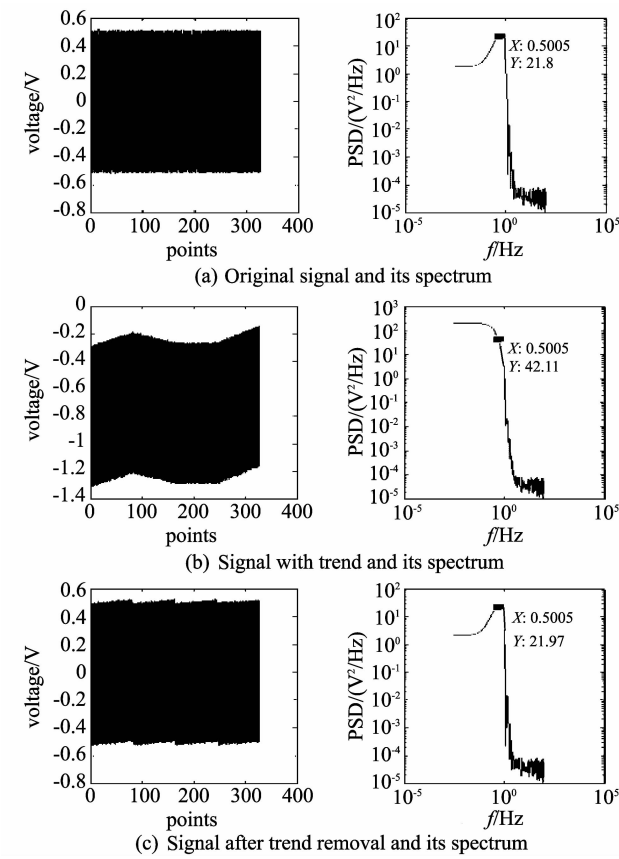 0.6
0.4
0.2
0
-0.2
-0.4
-0.6
-0.8
voltage/V
0 100 200 300 400
points
10^2
10^1
10^0
10^-1
10^-2
10^-3
10^-4
10^-5
PSD/(V^2/Hz)
X: 0.5005
Y: 21.8
10^-5 10^0 10^5
f/Hz
(a) Original signal and its spectrum
0
-0.2
-0.4
-0.6
-0.8
-1
-1.2
-1.4
voltage/V
0 100 200 300 400
points
10^3
10^2
10^1
10^0
10^-1
10^-2
10^-3
10^-4
10^-5
PSD/(V^2/Hz)
X: 0.5005
Y: 42.11
10^-5 10^0 10^5
f/Hz
(b) Signal with trend and its spectrum
0.6
0.4
0.2
0
-0.2
-0.4
-0.6
-0.8
voltage/V
0 100 200 300 400
points
10^2
10^1
10^0
10^-1
10^-2
10^-3
10^-4
10^-5
PSD/(V^2/Hz)
X: 0.5005
Y: 21.97
10^-5 10^0 10^5
f/Hz
(c) Signal after trend removal and its spectrum